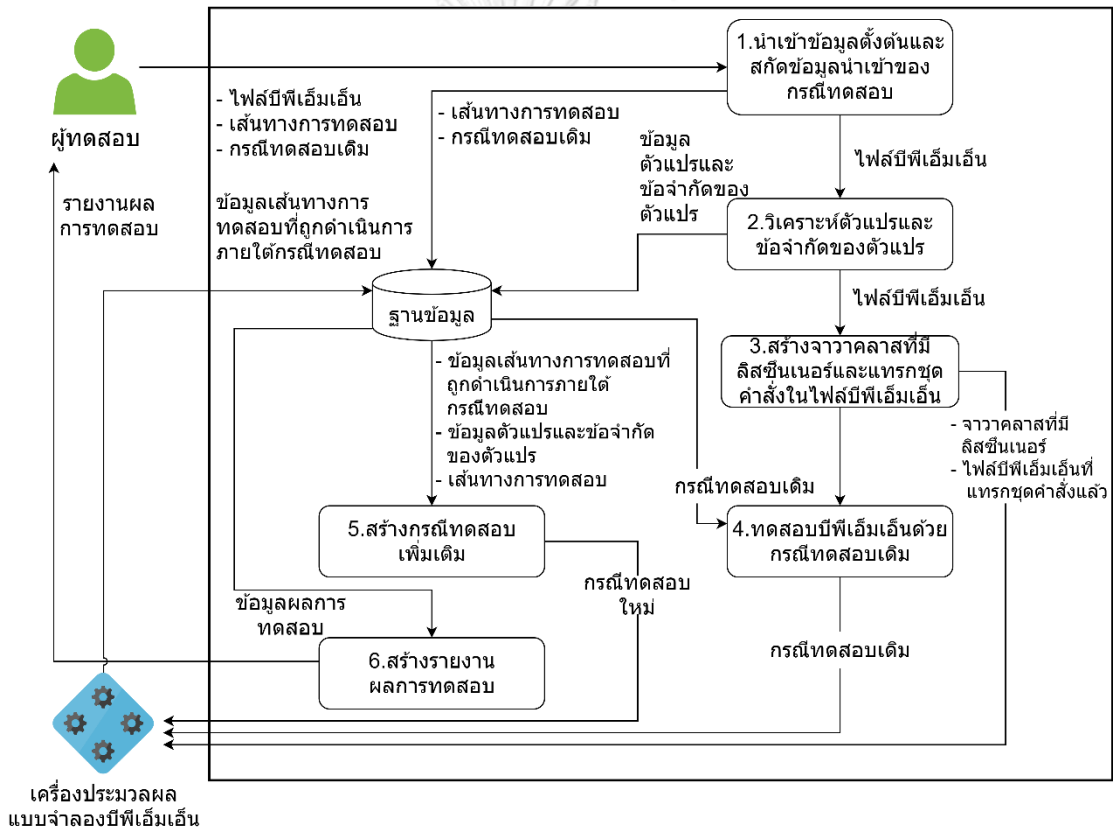 1.นำเข้าข้อมูลตั้งต้นและ
สกัดข้อมูลนำเข้าของ
กรณีทดสอบ
ผู้ทดสอบ
- ไฟล์บีพีเอ็มเอ็น
- เส้นทางการทดสอบ
- กรณีทดสอบเดิม
- เส้นทางการทดสอบ
- กรณีทดสอบเดิม
ข้อมูล
ตัวแปรและ
ข้อจำกัดของ
ตัวแปร
ไฟล์บีพีเอ็มเอ็น
รายงานผล
การทดสอบ
ข้อมูลเส้นทางการ
ทดสอบที่ถูกดำเนินการ
ภายใต้กรณีทดสอบ
2.วิเคราะห์ตัวแปรและ
ข้อจำกัดของตัวแปร
ฐานข้อมูล
ไฟล์บีพีเอ็มเอ็น
3.สร้างจาวาคลาสที่มี
ลิสซึนเนอร์และแทรกชุด
คำสั่งในไฟล์บีพีเอ็มเอ็น
- ข้อมูลเส้นทางการทดสอบที่
ถูกดำเนินการภายใต้
กรณีทดสอบ
- ข้อมูลตัวแปรและข้อจำกัด
ของตัวแปร
- เส้นทางการทดสอบ
- จาวาคลาสที่มี
ลิสซึนเนอร์
- ไฟล์บีพีเอ็มเอ็นที่
แทรกชุดคำสั่งแล้ว
กรณีทดสอบเดิม
5.สร้างกรณีทดสอบ
เพิ่มเติม
4.ทดสอบบีพีเอ็มเอ็นด้วย
กรณีทดสอบเดิม
กรณีทดสอบ
ใหม่
ข้อมูลผลการ
ทดสอบ
6.สร้างรายงาน
ผลการทดสอบ
กรณีทดสอบเดิม
เครื่องประมวลผล
แบบจำลองบีพีเอ็มเอ็น